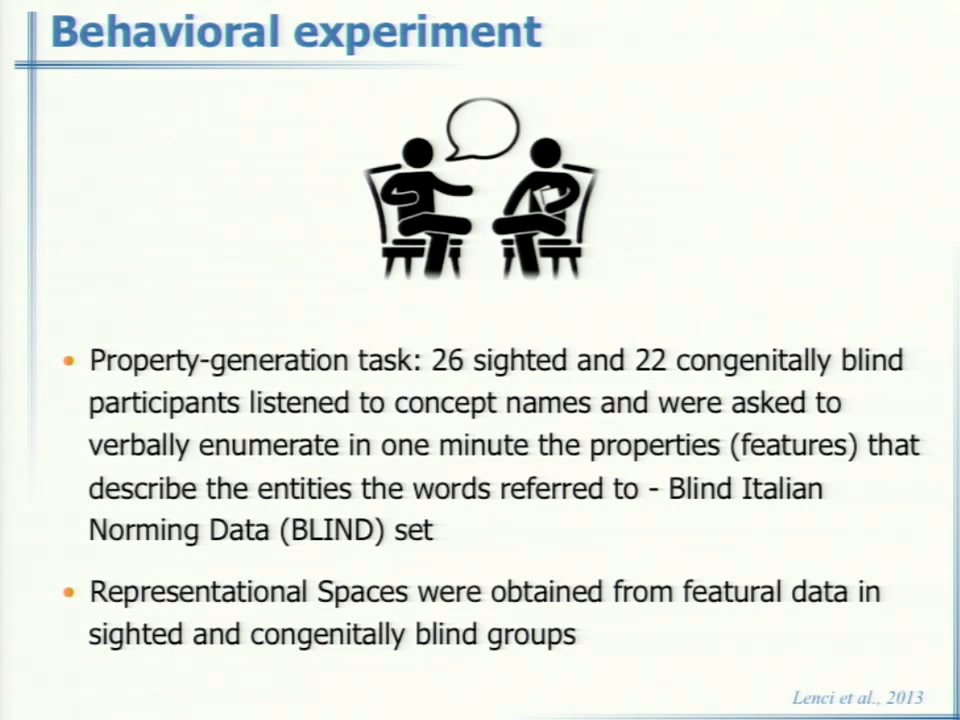 Behavioral experiment
• Property-generation task: 26 sighted and 22 congenitally blind
participants listened to concept names and were asked to
verbally enumerate in one minute the properties (features) that
describe the entities the words referred to - Blind Italian
Norming Data (BLIND) set
• Representational Spaces were obtained from featural data in
sighted and congenitally blind groups
Lenci et al., 2013